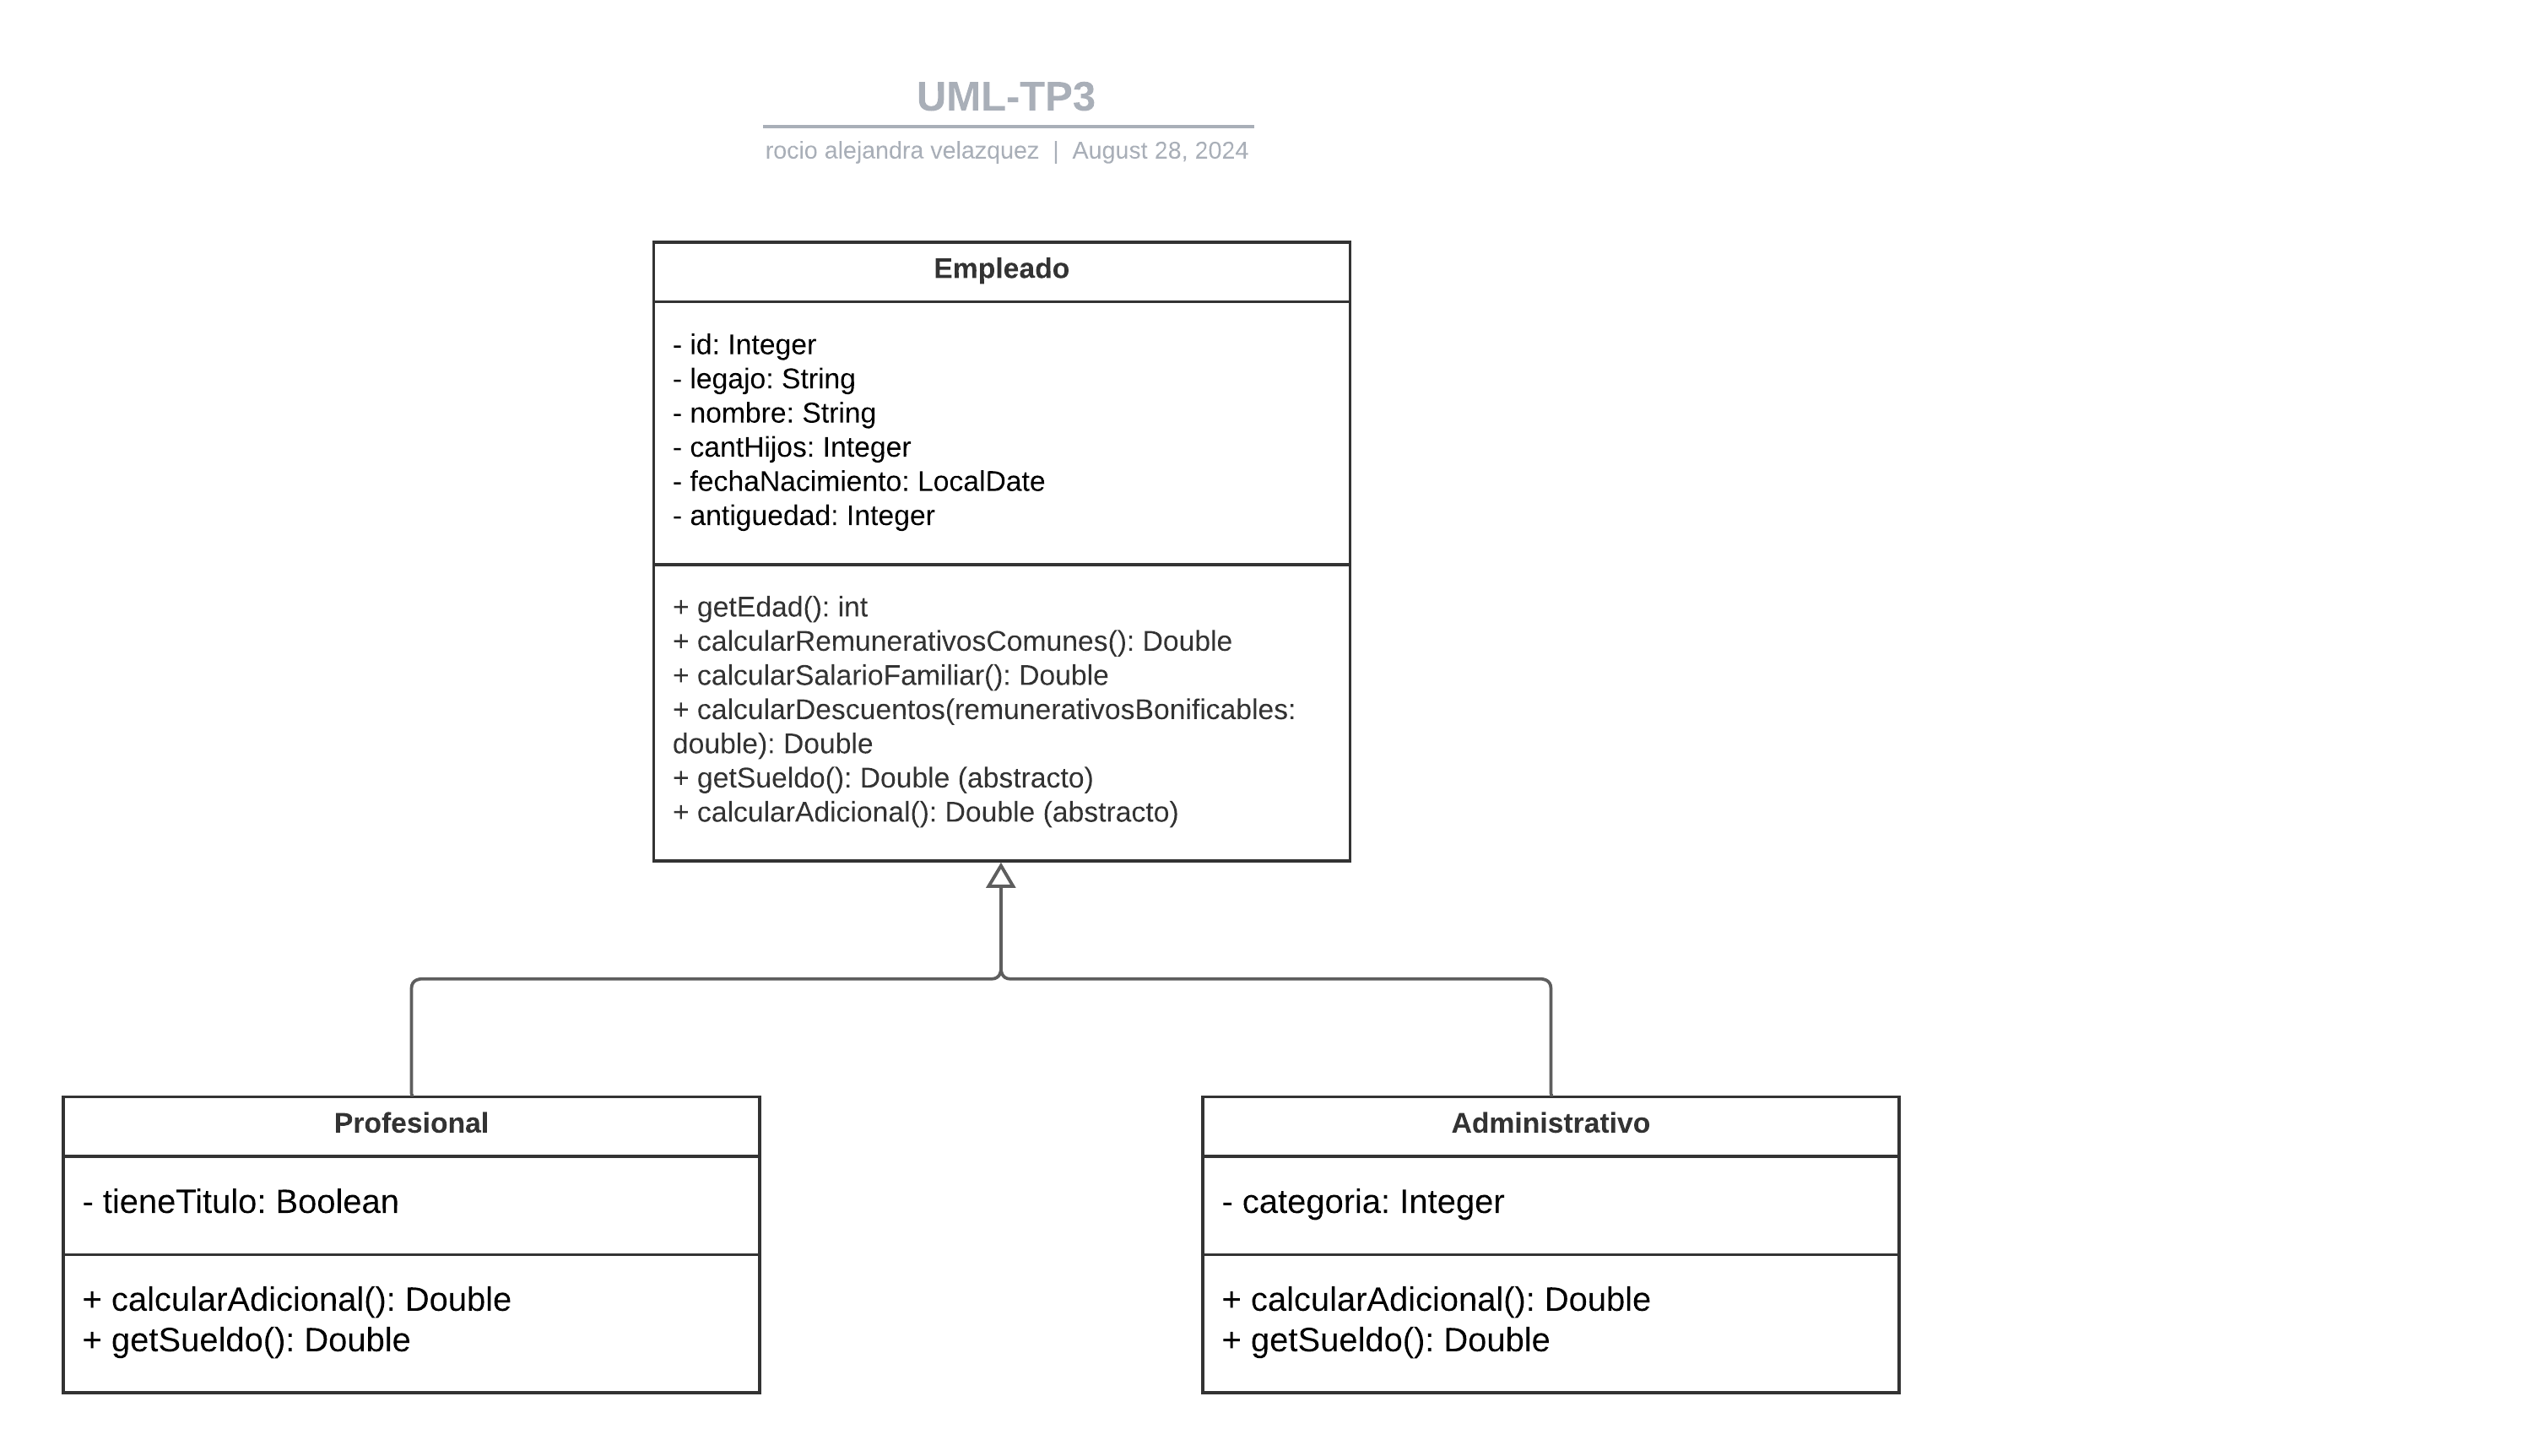 UML-TP3
rocio alejandra velazquez | August 28, 2024
Empleado
- id: Integer
- legajo: String
- nombre: String
- cantHijos: Integer
- fechaNacimiento: LocalDate
- antiguedad: Integer
+ getEdad(): int
+ calcularRemunerativosComunes(): Double
+ calcularSalarioFamiliar(): Double
+ calcularDescuentos(remunerativosBonificables:
double): Double
+ getSueldo(): Double (abstracto)
+ calcularAdicional(): Double (abstracto)
Profesional
- tieneTitulo: Boolean
+ calcularAdicional(): Double
+ getSueldo(): Double
Administrativo
- categoria: Integer
+ calcularAdicional(): Double
+ getSueldo(): Double